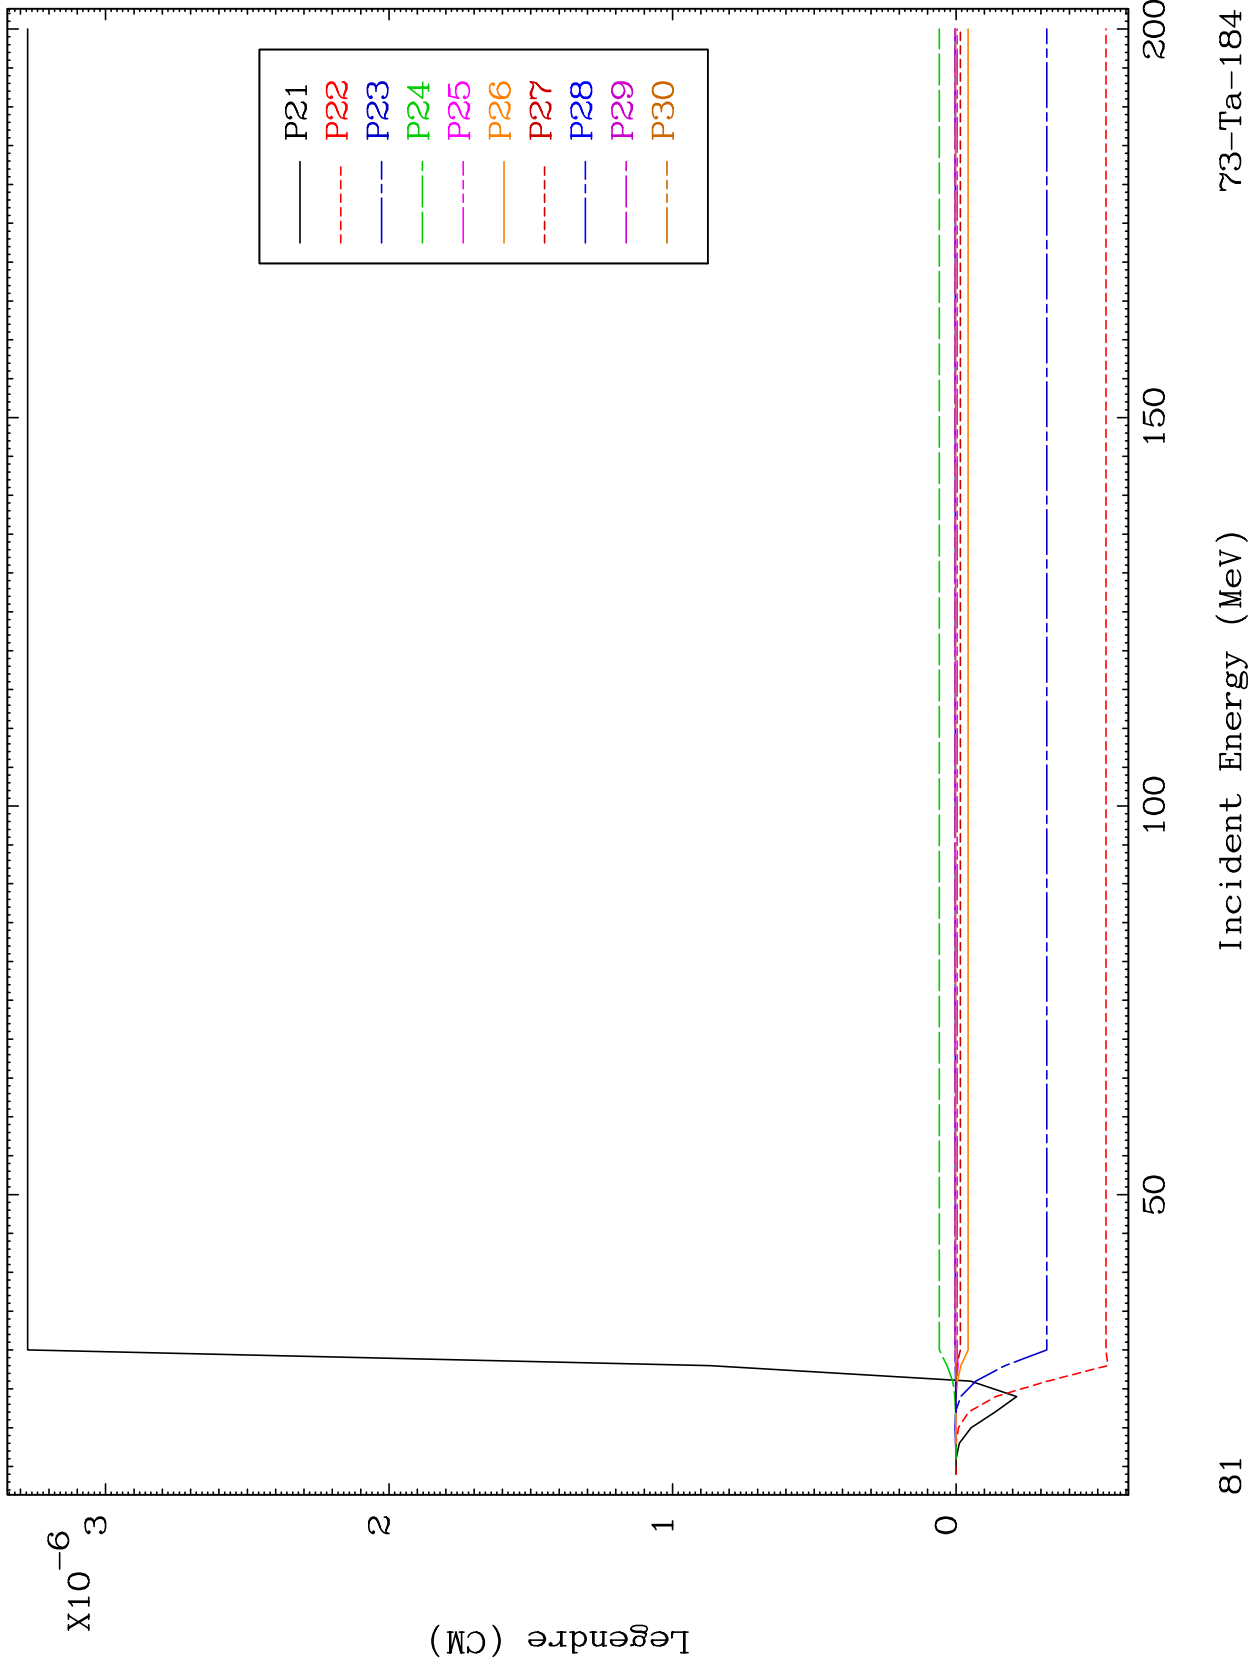 X10
-6
3
2
1
0
Legendre (CM)
P21
P22
P23
P24
P25
P26
P27
P28
P29
P30
50
100
150
200
81
Incident Energy (MeV)
73-Ta-184